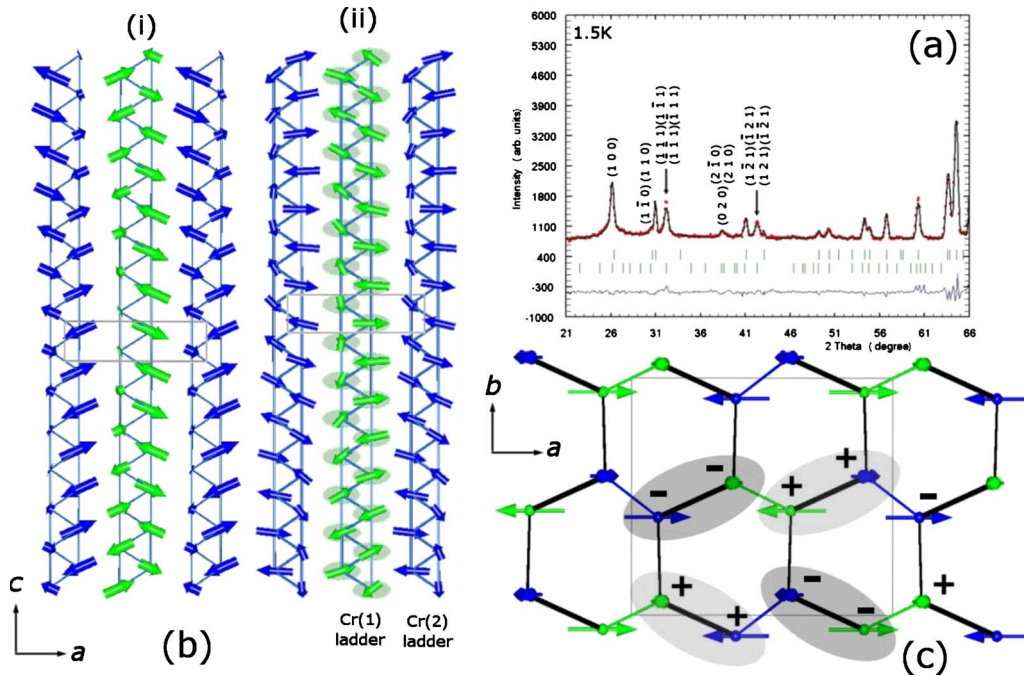 (i)
(ii)
c
a
(b)
Cr(1)
ladder
Cr(2)
ladder
(a)
1.5K
Intensity ( arb. units)
6000
5300
4600
3900
3200
2500
1800
1100
400
-300
-1000
(1 0 0)
(1 1̄ 0) (1 1 0)
(1̄ 1̄ 1)(1 1̄ 1)
(1̄ 1 1)(1 1 1)
(0 2 0)
(2 1̄ 0)
(2 1 0)
(1 2̄ 1)(1̄ 2 1)
(1 2 1)(1̄ 2̄ 1)
21
26
31
36
41
46
51
56
61
66
2 Theta ( degree)
b
a
-
-
+
+
-
+
+
-
-
+
(c)